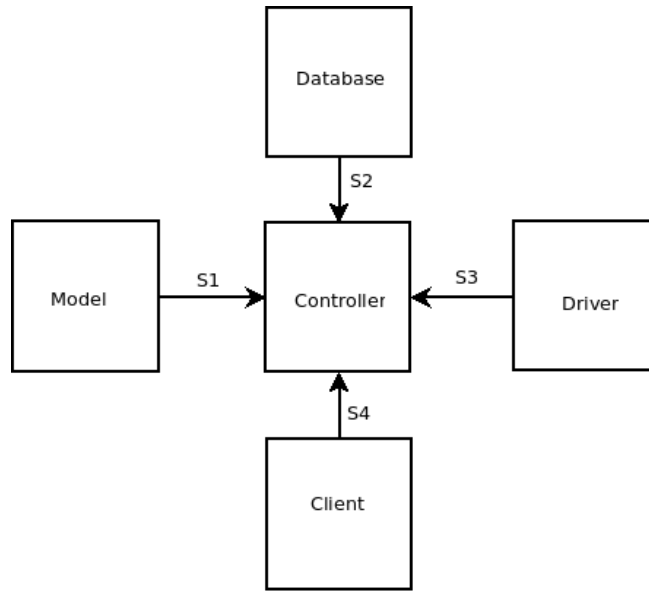 Database
S2
Model
S1
Controller
S3
Driver
S4
Client